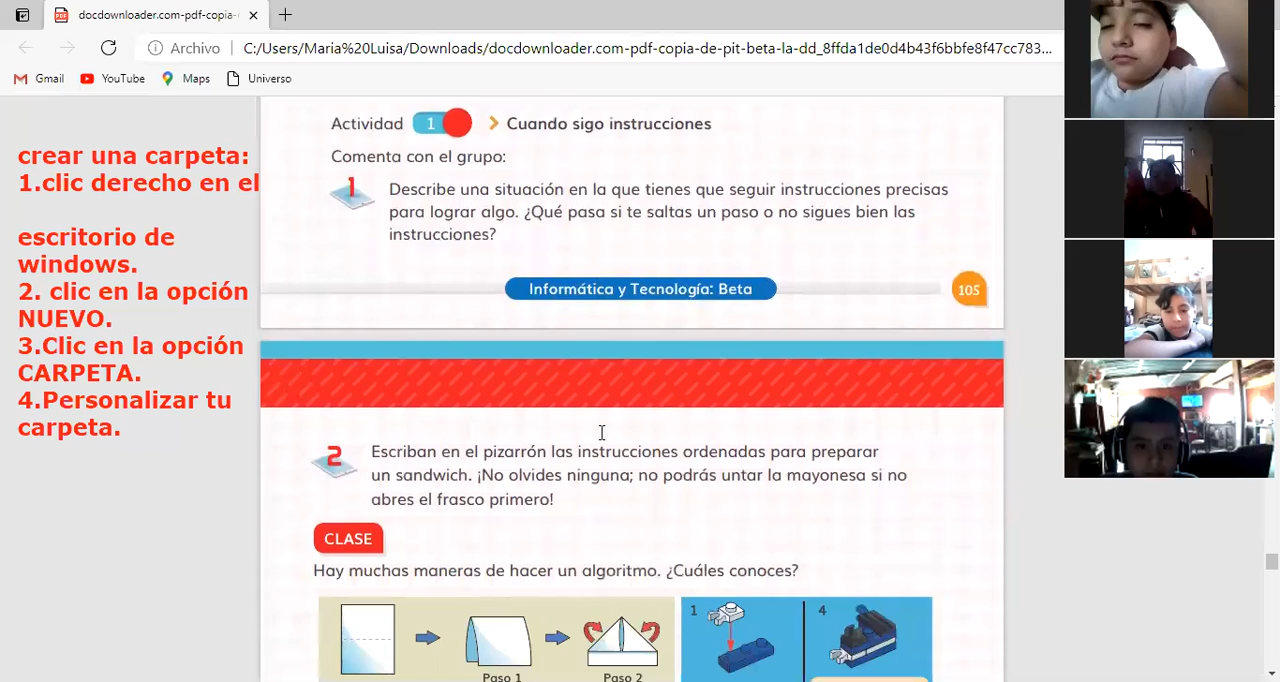 docdownloader.com-pdf-copia-
Archivo
C:/Users/Maria%20Luisa/Downloads/docdownloader.com-pdf-copia-de-pit-beta-la-dd_8ffda1de0d4b43f6bbfe8f47cc783...
Gmail
YouTube
Maps
Universo
crear una carpeta:
1.clic derecho en el
escritorio de
windows.
2. clic en la opción
NUEVO.
3.Clic en la opción
CARPETA.
4.Personalizar tu
carpeta.
Actividad 1 Cuando sigo instrucciones
Comenta con el grupo:
1 Describe una situación en la que tienes que seguir instrucciones precisas
para lograr algo. ¿Qué pasa si te saltas un paso o no sigues bien las
instrucciones?
Informática y Tecnología: Beta
105
2 Escriban en el pizarrón las instrucciones ordenadas para preparar
un sandwich. ¡No olvides ninguna; no podrás untar la mayonesa si no
abres el frasco primero!
CLASE
Hay muchas maneras de hacer un algoritmo. ¿Cuáles conoces?
1
4
Paso 1
Paso 2